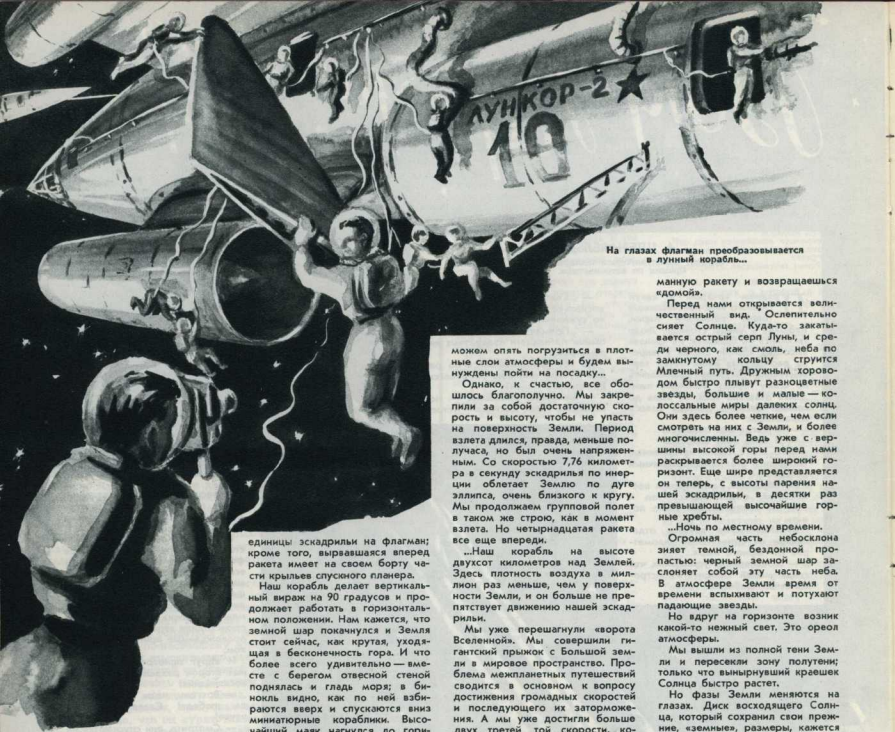 ЛУНКОР-2
10
На глазах флагман преобразовывается
в лунный корабль...
единицы эскадрильи на флагман;
кроме того, вырвавшаяся вперед
ракета имеет на своем борту ча-
сти крыльев спускного планера.
Наш корабль делает вертикаль-
ный вираж на 90 градусов и про-
должает работать в горизонталь-
ном положении. Нам кажется, что
земной шар покачнулся и Земля
стоит сейчас, как крутая, уходя-
щая в бесконечность гора. И что
более всего удивительно — вме-
сте с берегом отвесной стеной
поднялась и гладь моря; в би-
нокль видно, как по ней взби-
раются вверх и спускаются вниз
миниатюрные кораблики. Высо-
чайший маяк нагнулся до гори-
можем опять погрузиться в плот-
ные слои атмосферы и будем вы-
нуждены пойти на посадку...
Однако, к счастью, все обо-
шлось благополучно. Мы закре-
пили за собой достаточную ско-
рость и высоту, чтобы не упасть
на поверхность Земли. Период
взлета длился, правда, меньше по-
лучаса, но был очень напряжен-
ным. Со скоростью 7,76 километ-
ра в секунду эскадрилья по инер-
ции облетает Землю по дуге
эллипса, очень близкого к кругу.
Мы продолжаем групповой полет
в таком же строю, как в момент
взлета. Но четырнадцатая ракета
все еще впереди.
...Наш корабль на высоте
двухсот километров над Землей.
Здесь плотность воздуха в мил-
лион раз меньше, чем у поверх-
ности Земли, и он больше не пре-
пятствует движению нашей эскад-
рильи.
Мы уже перешагнули «ворота
Вселенной». Мы совершили ги-
гантский прыжок с Большой зем-
ли в мировое пространство. Про-
блема межпланетных путешествий
сводится в основном к вопросу
достижения громадных скоростей
и последующего их заторможе-
ния. А мы уже достигли больше
двух третей той скорости, ко-
манную ракету и возвращаешься
«домой».
Перед нами открывается вели-
чественный вид. Ослепительно
сияет Солнце. Куда-то закаты-
вается острый серп Луны, и сре-
ди черного, как смоль, неба по
замкнутому кольцу струится
Млечный путь. Дружным хорово-
дом быстро плывут разноцветные
звезды, большие и малые — ко-
лоссальные миры далеких солнц.
Они здесь более четкие, чем если
смотреть на них с Земли, и более
многочисленны. Ведь уже с вер-
шины высокой горы перед нами
раскрывается более широкий го-
ризонт. Еще шире представляется
он теперь, с высоты парения на-
шей эскадрильи, в десятки раз
превышающей высочайшие гор-
ные хребты.
...Ночь по местному времени.
Огромная часть небосклона
зияет темной, бездонной про-
пастью: черный земной шар за-
слоняет собой эту часть неба.
В атмосфере Земли время от
времени вспыхивают и потухают
падающие звезды.
Но вдруг на горизонте возник
какой-то нежный свет. Это ореол
атмосферы.
Мы вышли из полной тени Зем-
ли и пересекли зону полутени;
только что вынырнувший краешек
Солнца быстро растет.
Но фазы Земли меняются на
глазах. Диск восходящего Солн-
ца, который сохранил свои преж-
ние, «земные», размеры, кажется